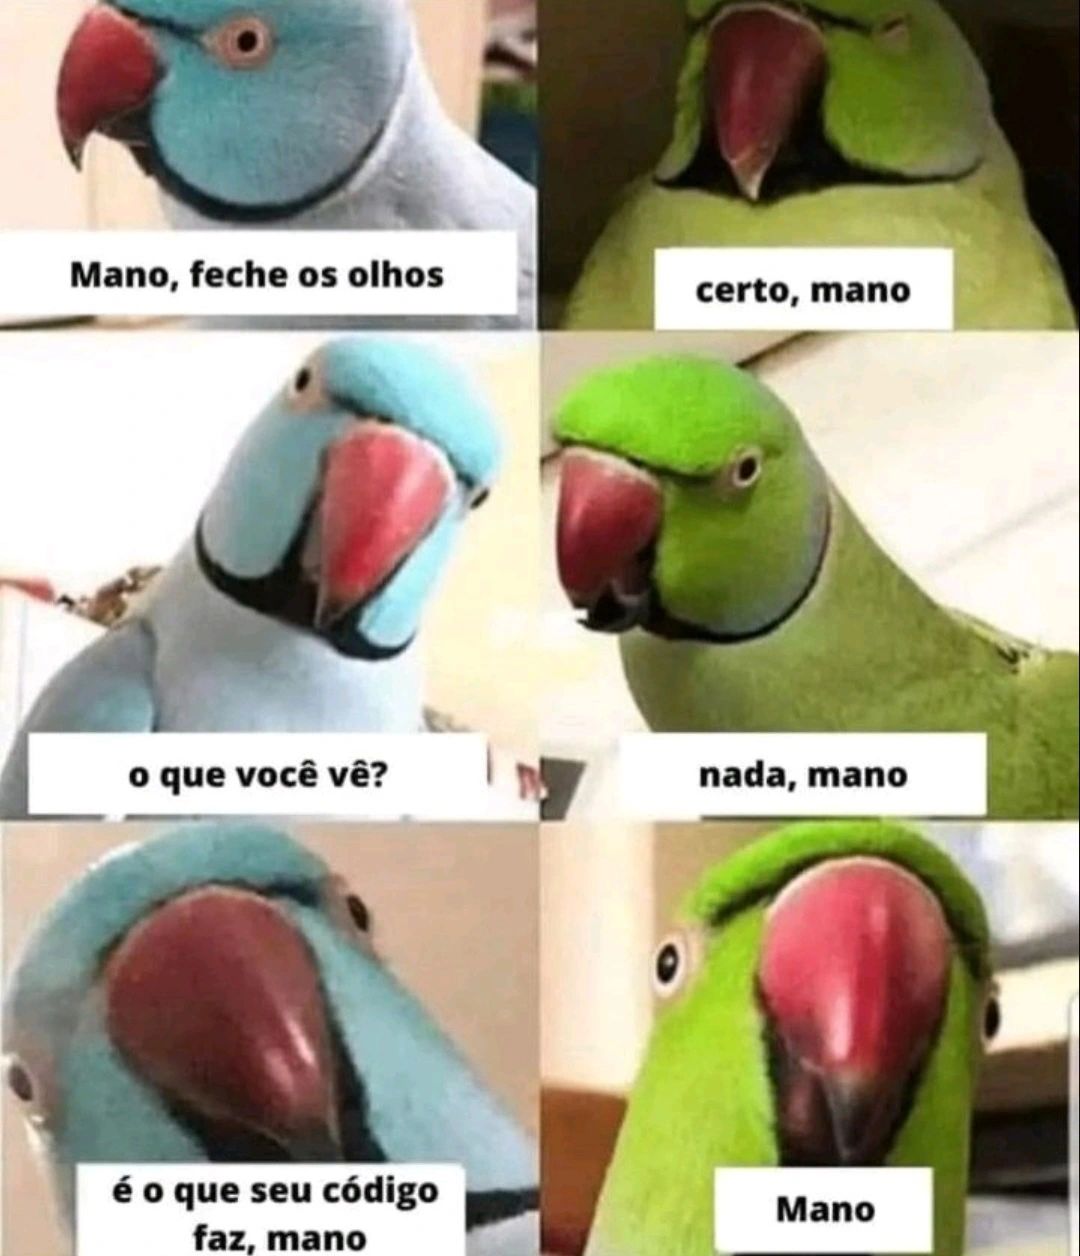 Mano, feche os olhos
certo, mano
o que você vê?
nada, mano
é o que seu código
faz, mano
Mano